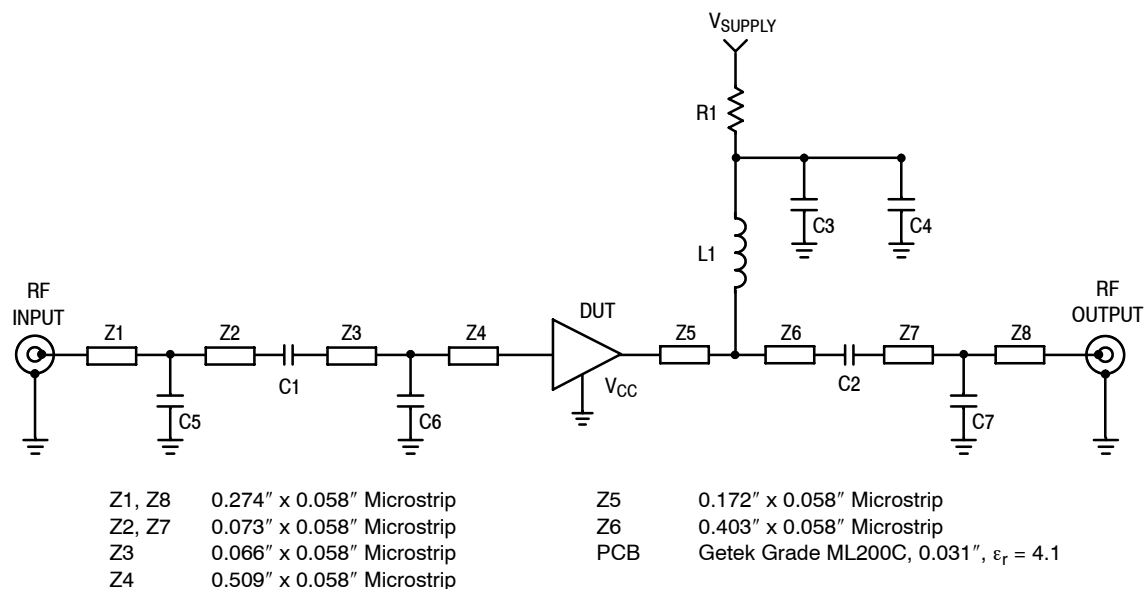 VSUPPLY
R1
C3 C4
L1
RF
INPUT
DUT
RF
OUTPUT
Z1 Z2 Z3 Z4 Z5 Z6 Z7 Z8
C1 VCC C2
C5 C6 C7
Z1, Z8 0.274″ x 0.058″ Microstrip
Z2, Z7 0.073″ x 0.058″ Microstrip
Z3 0.066″ x 0.058″ Microstrip
Z4 0.509″ x 0.058″ Microstrip
Z5 0.172″ x 0.058″ Microstrip
Z6 0.403″ x 0.058″ Microstrip
PCB Getek Grade ML200C, 0.031″, εr = 4.1